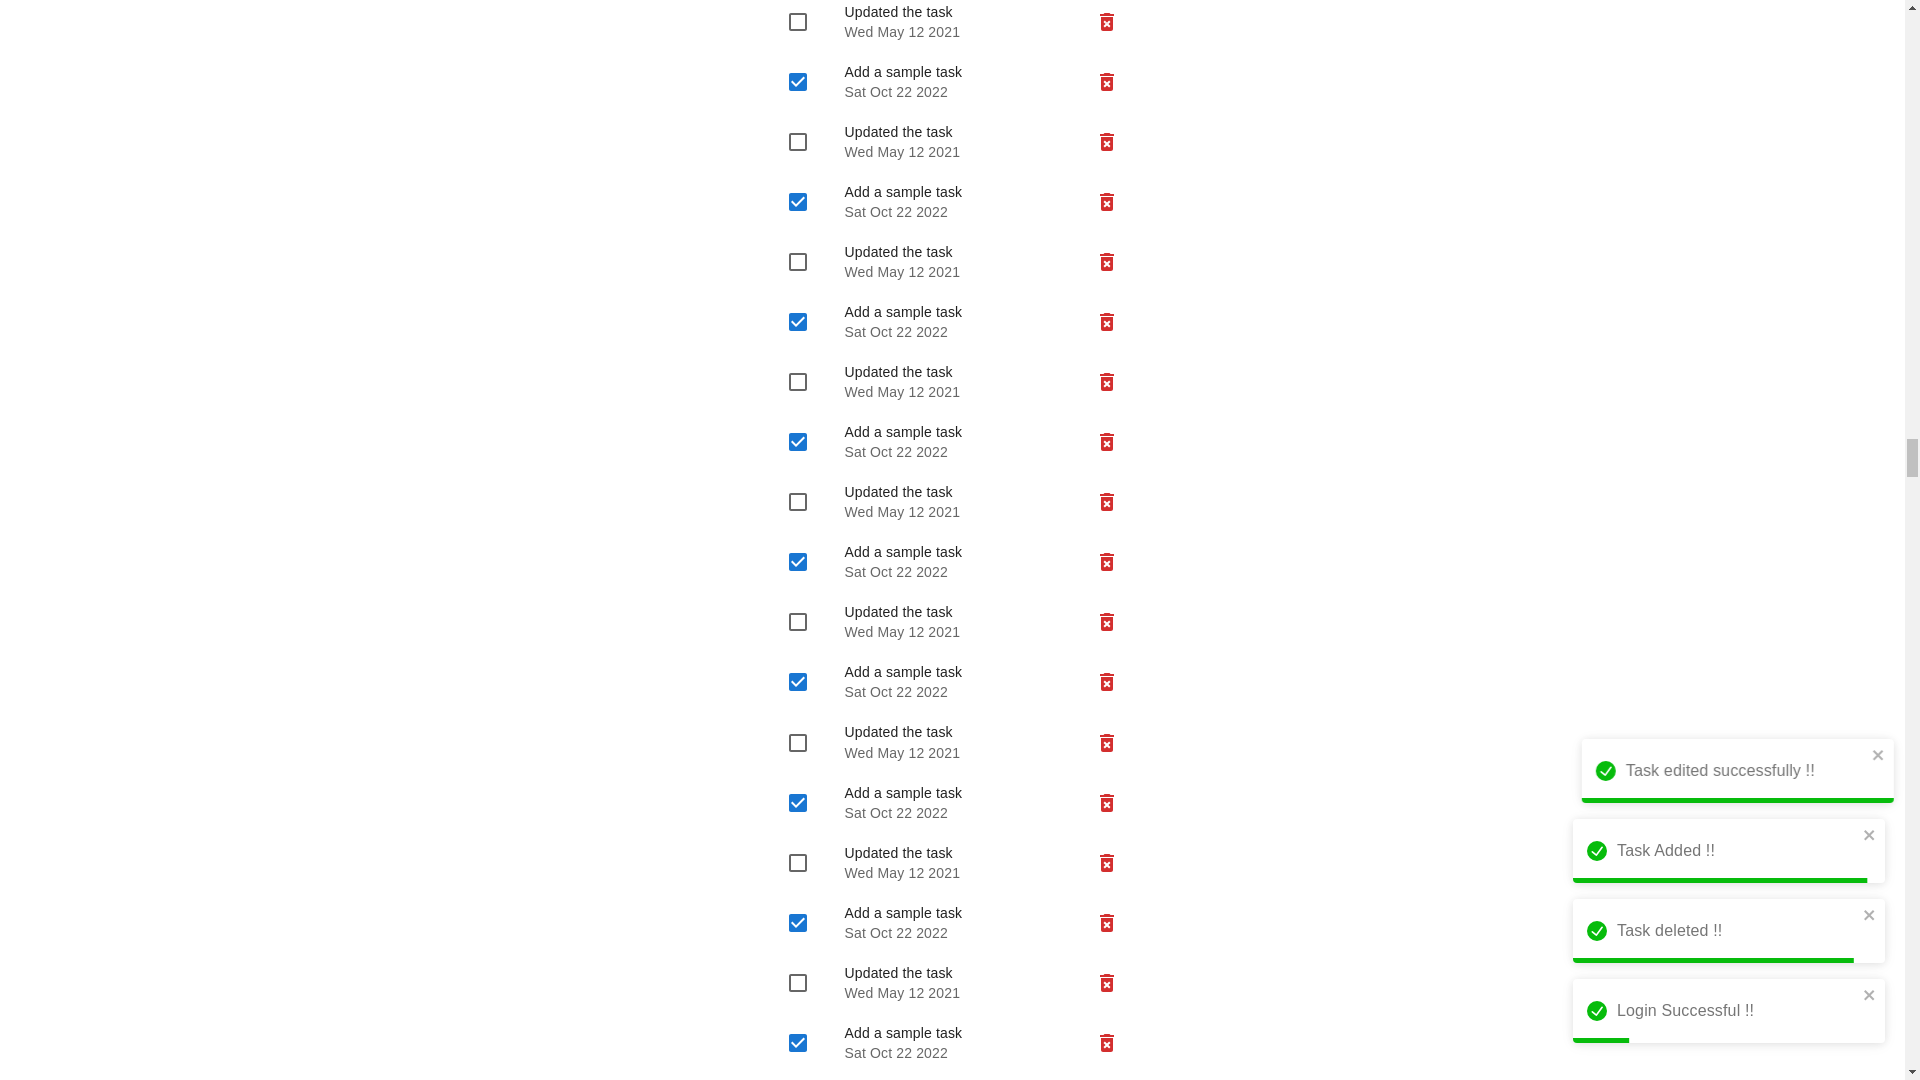 Updated the task
Wed May 12 2021
Add a sample task
Sat Oct 22 2022
Updated the task
Wed May 12 2021
Add a sample task
Sat Oct 22 2022
Updated the task
Wed May 12 2021
Add a sample task
Sat Oct 22 2022
Updated the task
Wed May 12 2021
Add a sample task
Sat Oct 22 2022
Updated the task
Wed May 12 2021
Add a sample task
Sat Oct 22 2022
Updated the task
Wed May 12 2021
Add a sample task
Sat Oct 22 2022
Updated the task
Wed May 12 2021
Add a sample task
Sat Oct 22 2022
Updated the task
Wed May 12 2021
Add a sample task
Sat Oct 22 2022
Updated the task
Wed May 12 2021
Add a sample task
Sat Oct 22 2022
Task edited successfully !!
Task Added !!
Task deleted !!
Login Successful !!